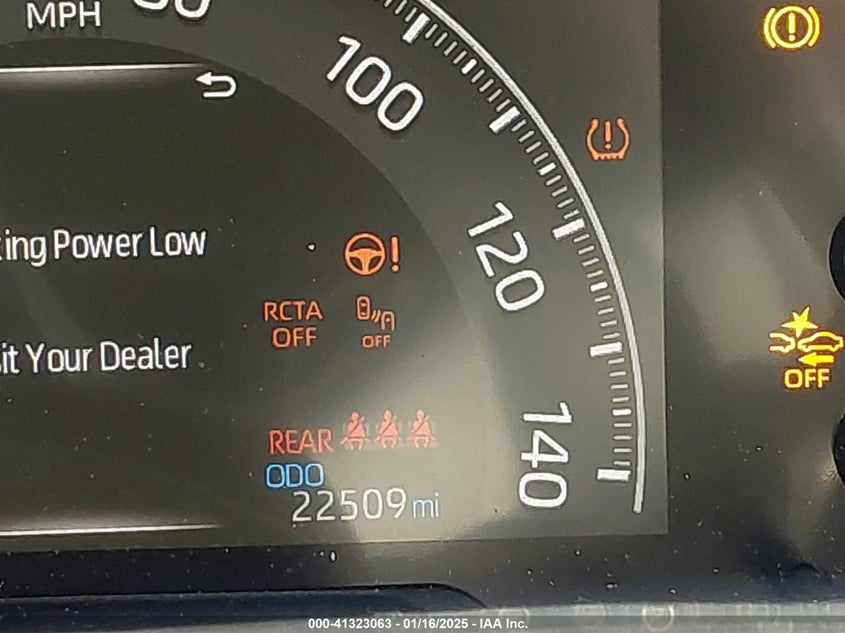 MPH
100
120
140
ing Power Low
it Your Dealer
RCTA
OFF
OFF
OFF
REAR
ODO
22509 mi
000-41323063 - 01/16/2025 - IAA Inc.